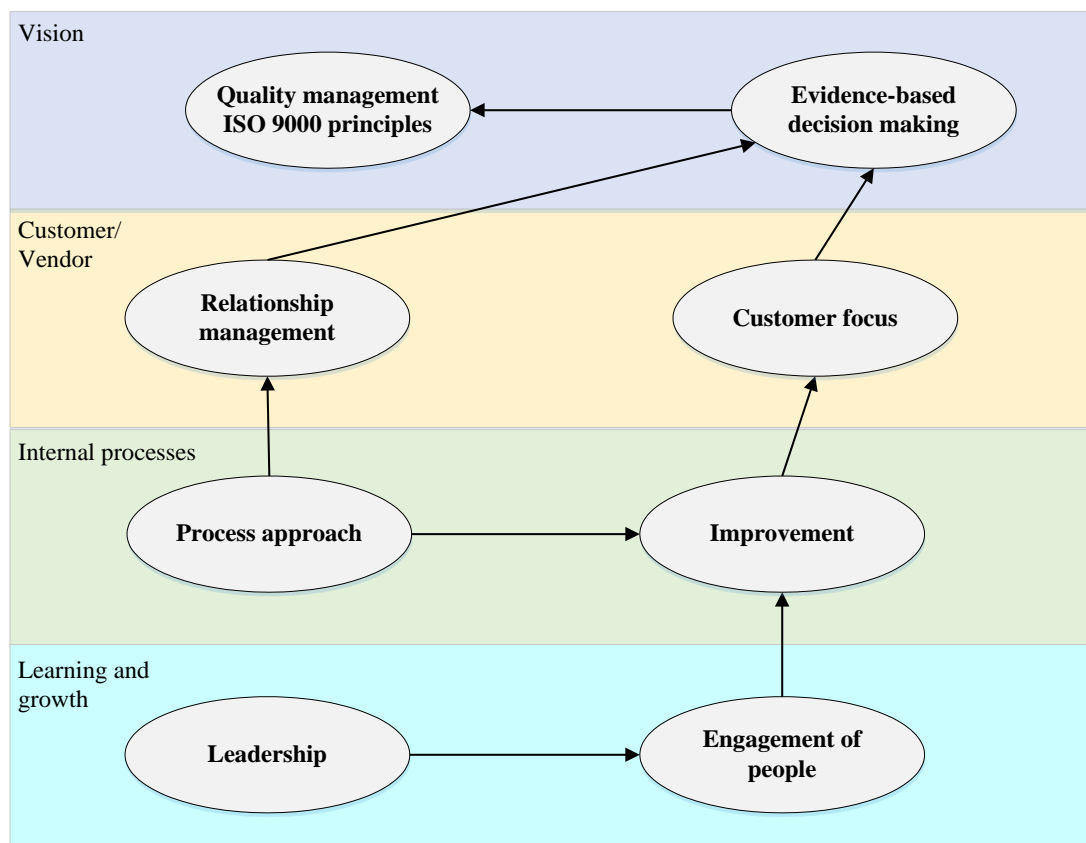 Vision
Quality management
ISO 9000 principles
Evidence-based
decision making
Customer/
Vendor
Relationship
management
Customer focus
Internal processes
Process approach
Improvement
Learning and
growth
Leadership
Engagement of
people